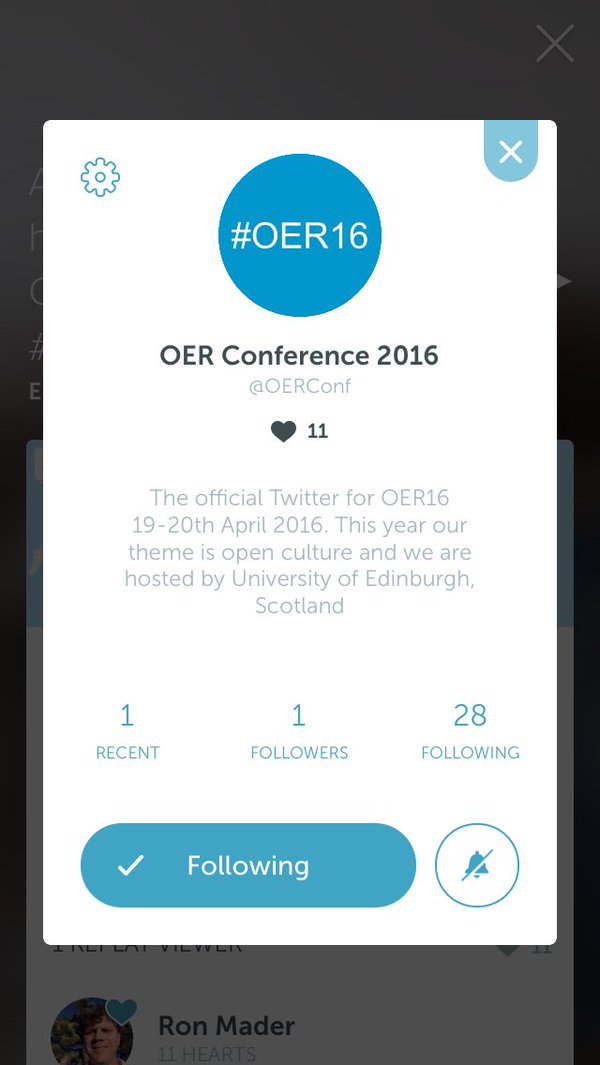 #OER16
OER Conference 2016
@OERConf
11
The official Twitter for OER16
19-20th April 2016. This year our
theme is open culture and we are
hosted by University of Edinburgh,
Scotland
1
RECENT
1
FOLLOWERS
28
FOLLOWING
Following
1 REPLAY VIEWER
11
Ron Mader
11 HEARTS